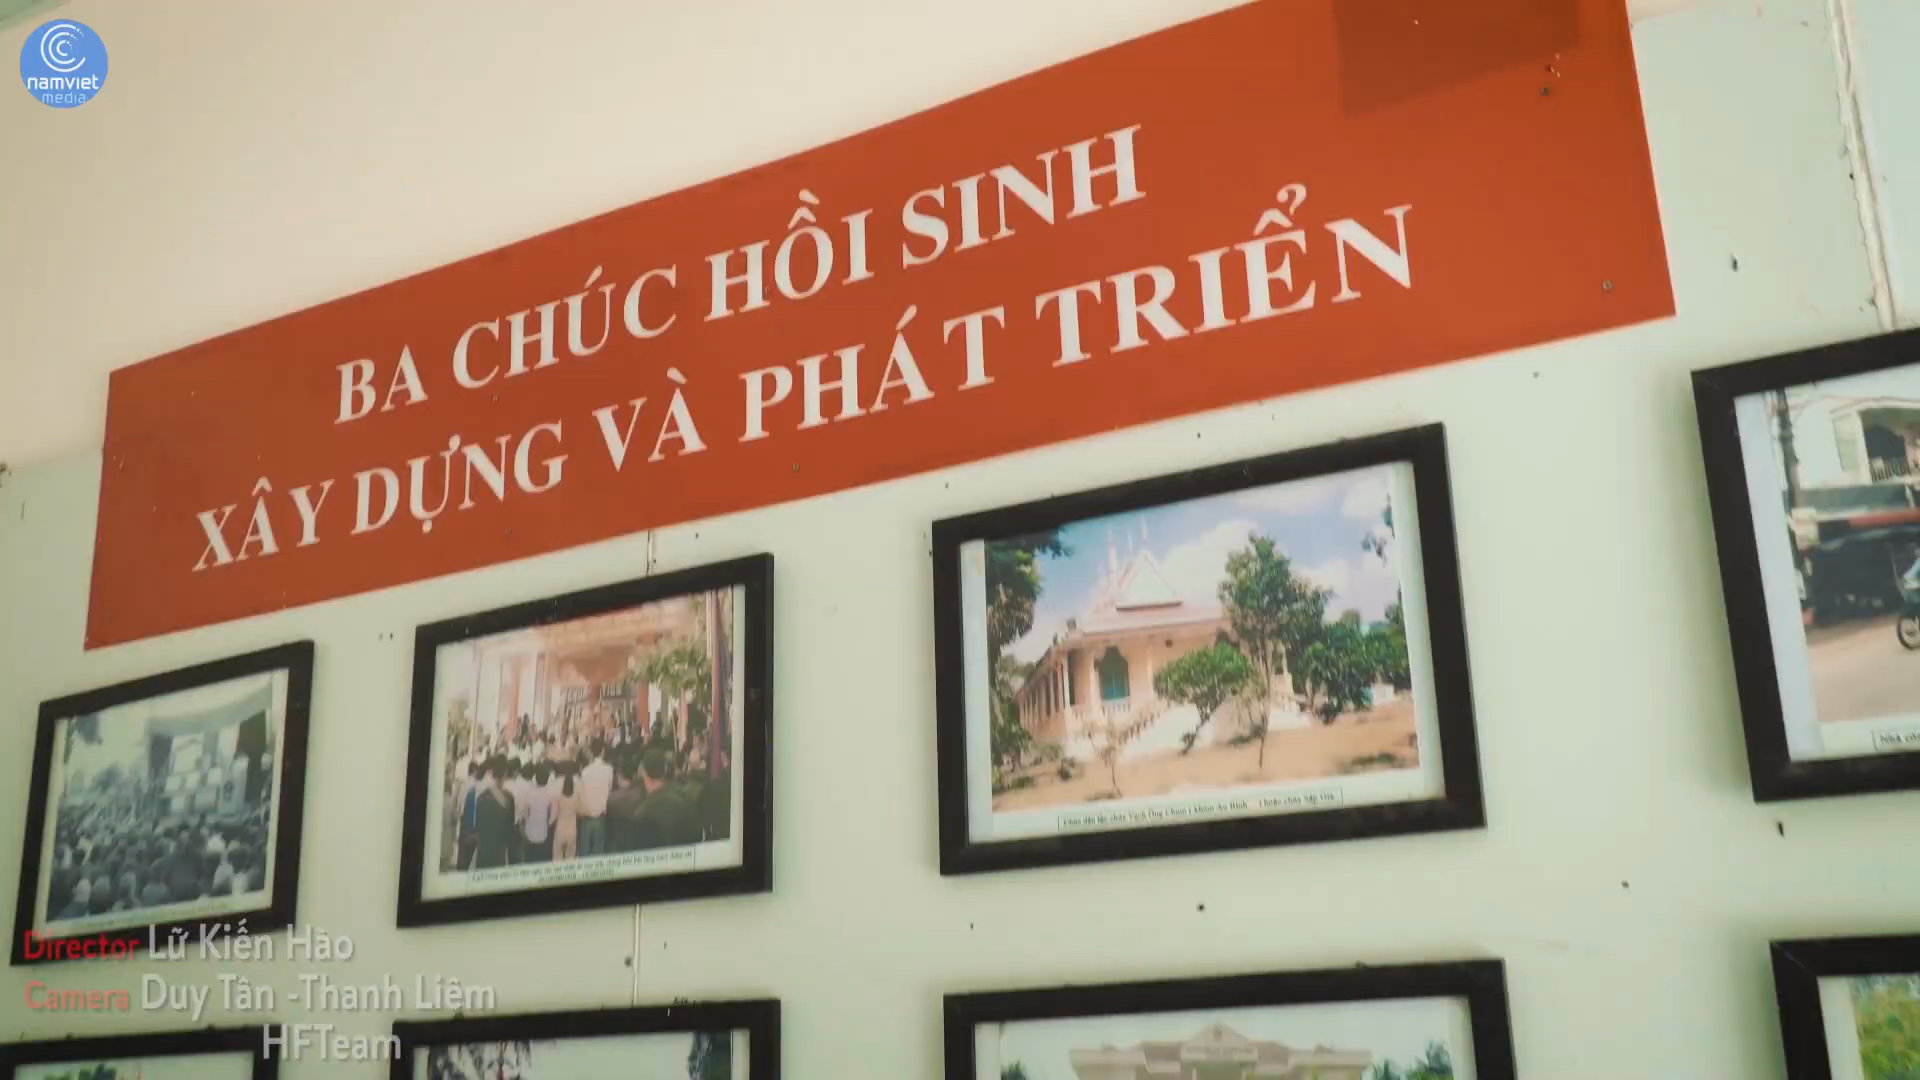 namviet
media
BA CHÚC HỒI SINH
XÂY DỰNG VÀ PHÁT TRIỂN
Director Lữ Kiến Hào
Camera Duy Tân -Thanh Liêm
HFTeam